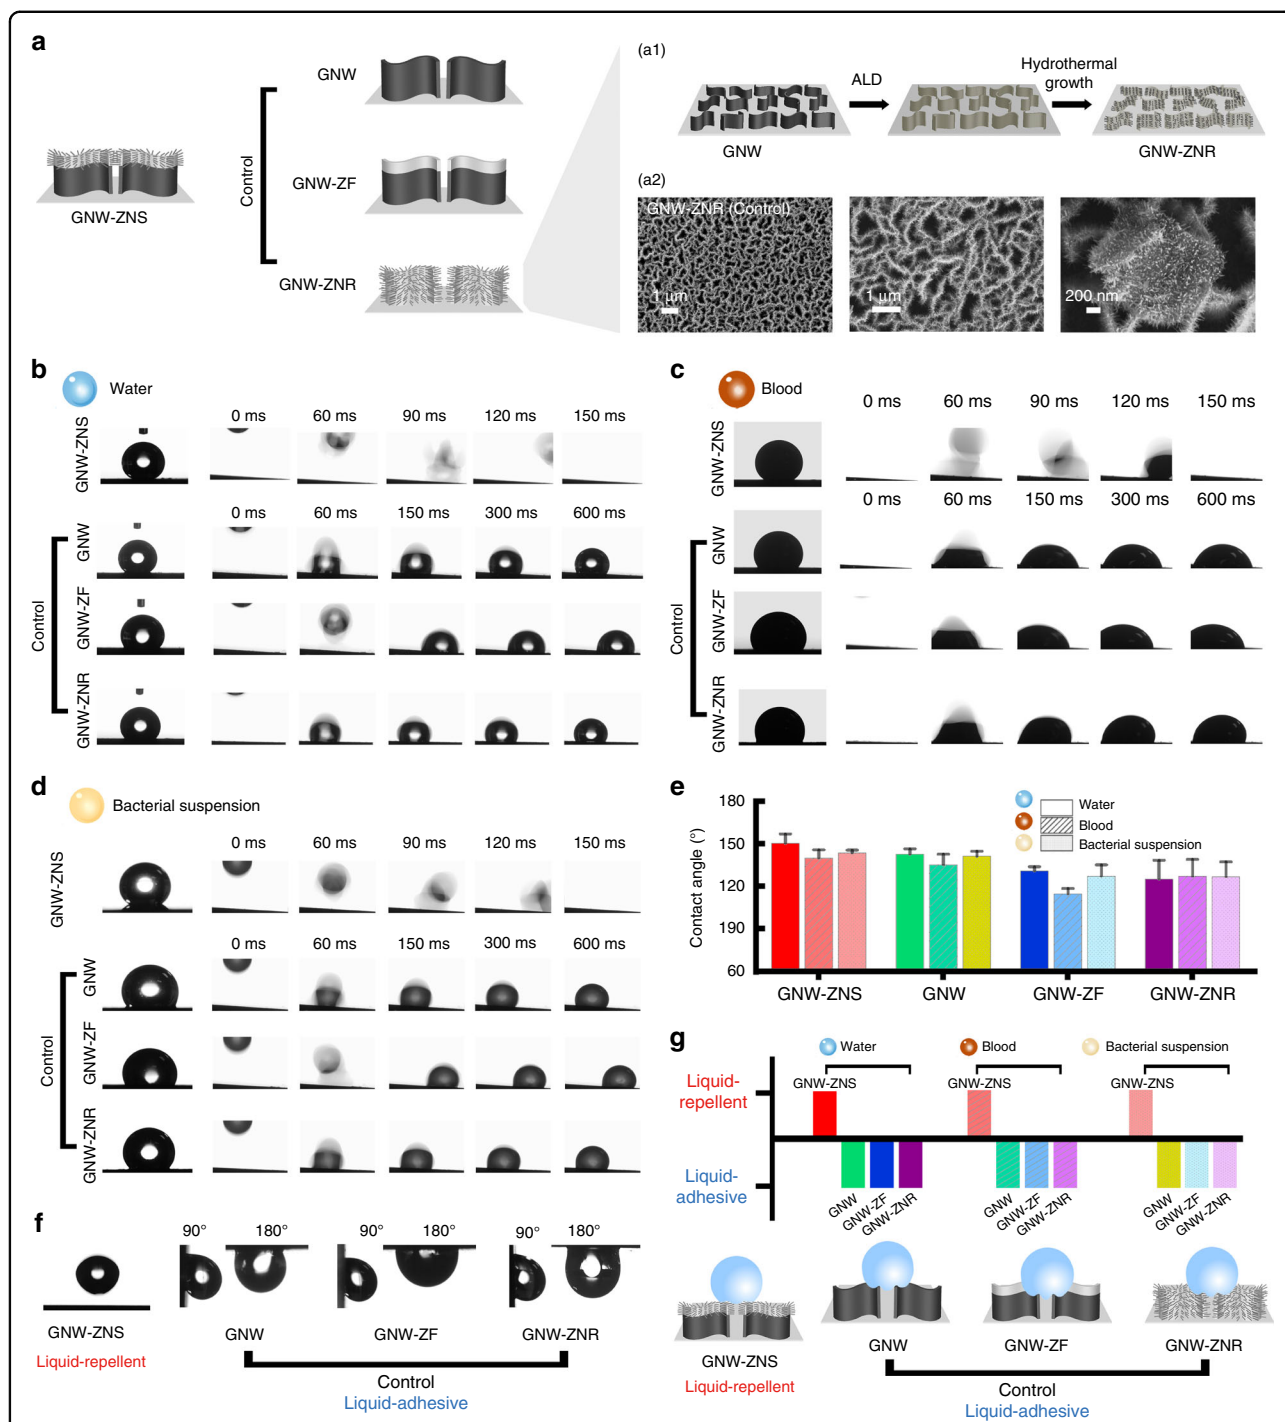 a
GNW
GNW-ZNS
Control
GNW-ZF
GNW-ZNR
(a1)
ALD
Hydrothermal
growth
GNW
GNW-ZNR
(a2)
GNW-ZNR (Control)
1 μm
1 μm
200 nm
b
Water
0 ms 60 ms 90 ms 120 ms 150 ms
GNW-ZNS
0 ms 60 ms 150 ms 300 ms 600 ms
Control
GNW
GNW-ZF
GNW-ZNR
c
Blood
0 ms 60 ms 90 ms 120 ms 150 ms
GNW-ZNS
0 ms 60 ms 150 ms 300 ms 600 ms
Control
GNW
GNW-ZF
GNW-ZNR
d
Bacterial suspension
0 ms 60 ms 90 ms 120 ms 150 ms
GNW-ZNS
0 ms 60 ms 150 ms 300 ms 600 ms
Control
GNW
GNW-ZF
GNW-ZNR
e
Contact angle (°)
180
150
120
90
60
Water
Blood
Bacterial suspension
GNW-ZNS GNW GNW-ZF GNW-ZNR
f
90° 180° 90° 180° 90° 180°
GNW-ZNS GNW GNW-ZF GNW-ZNR
Liquid-repellent
Control
Liquid-adhesive
g
Water Blood Bacterial suspension
Liquid-
repellent
GNW-ZNS GNW-ZNS GNW-ZNS
Liquid-
adhesive
GNW GNW-ZF GNW-ZNR GNW GNW-ZF GNW-ZNR GNW GNW-ZF GNW-ZNR
GNW-ZNS GNW GNW-ZF GNW-ZNR
Liquid-repellent
Control
Liquid-adhesive